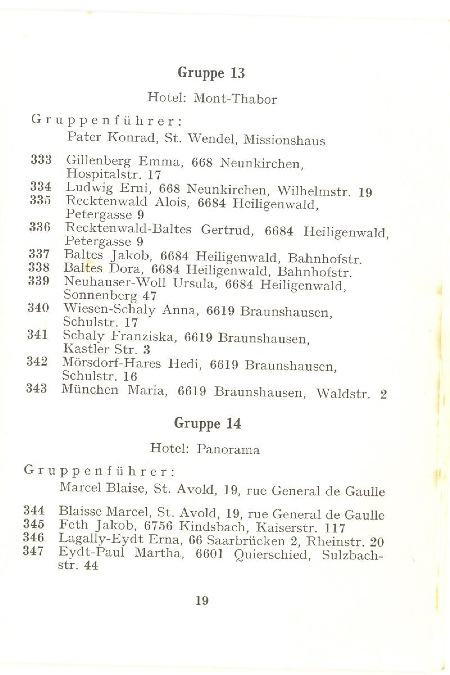 Gruppe 13
Hotel: Mont-Thabor
Gruppenführer:
Pater Konrad, St. Wendel, Missionshaus
333 Gillenberg Emma, 668 Neunkirchen,
Hospitalstr. 17
334 Ludwig Erni, 668 Neunkirchen, Wilhelmstr. 19
335 Recktenwald Alois, 6684 Heiligenwald,
Petergasse 9
336 Recktenwald-Baltes Gertrud, 6684 Heiligenwald,
Petergasse 9
337 Baltes Jakob, 6684 Heiligenwald, Bahnhofstr.
338 Baltes Dora, 6684 Heiligenwald, Bahnhofstr.
339 Neuhauser-Woll Ursula, 6684 Heiligenwald,
Sonnenberg 47
340 Wiesen-Schaly Anna, 6619 Braunshausen,
Schulstr. 17
341 Schaly Franziska, 6619 Braunshausen,
Kastler Str. 3
342 Mörsdorf-Hares Hedi, 6619 Braunshausen,
Schulstr. 16
343 München Maria, 6619 Braunshausen, Waldstr. 2
Gruppe 14
Hotel: Panorama
Gruppenführer:
Marcel Blaise, St. Avold, 19, rue General de Gaulle
344 Blaisse Marcel, St. Avold, 19, rue General de Gaulle
345 Feth Jakob, 6756 Kindsbach, Kaiserstr. 117
346 Lagally-Eydt Erna, 66 Saarbrücken 2, Rheinstr. 20
347 Eydt-Paul Martha, 6601 Quierschied, Sulzbach-
str. 44
19